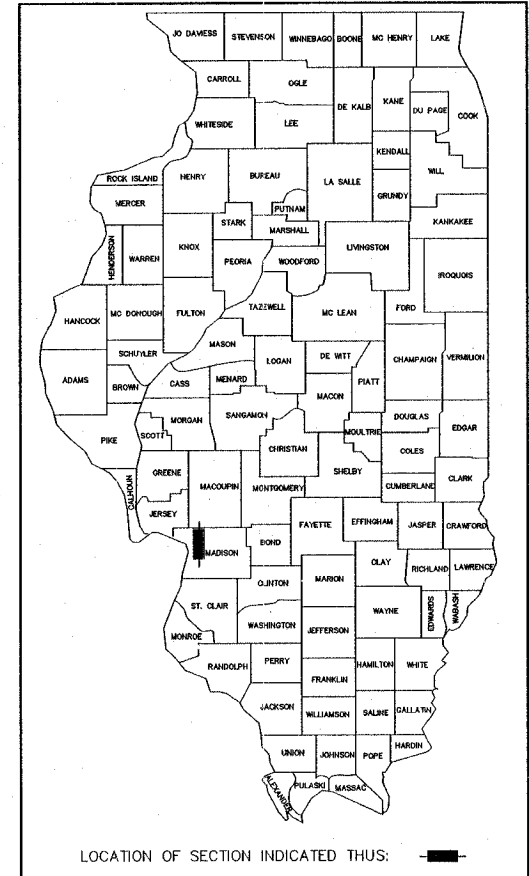 JO DAVIESS STEVENSON WINNEBAGO BOONE MC HENRY LAKE
CARROLL OGLE DE KALB KANE DU PAGE COOK
WHITESIDE LEE
KENDALL
ROCK ISLAND HENRY BUREAU LA SALLE GRUNDY WILL
MERCER PUTNAM
STARK MARSHALL KANKAKEE
HENDERSON WARREN KNOX PEORIA WOODFORD LIVINGSTON IROQUOIS
HANCOCK MC DONOUGH FULTON TAZEWELL MC LEAN FORD
MASON
SCHUYLER LOGAN DE WITT CHAMPAIGN VERMILION
ADAMS BROWN CASS MENARD PIATT
MACON
MORGAN SANGAMON DOUGLAS
PIKE SCOTT CHRISTIAN MOULTRIE EDGAR
COLES
GREENE MACOUPIN MONTGOMERY SHELBY CUMBERLAND CLARK
CALHOUN JERSEY
FAYETTE EFFINGHAM JASPER CRAWFORD
MADISON BOND
CLAY RICHLAND LAWRENCE
CLINTON MARION
ST. CLAIR WAYNE EDWARDS WABASH
WASHINGTON JEFFERSON
MONROE
RANDOLPH PERRY HAMILTON WHITE
FRANKLIN
JACKSON WILLIAMSON SALINE GALLATIN
UNION JOHNSON POPE HARDIN
ALEXANDER PULASKI MASSAC
LOCATION OF SECTION INDICATED THUS: